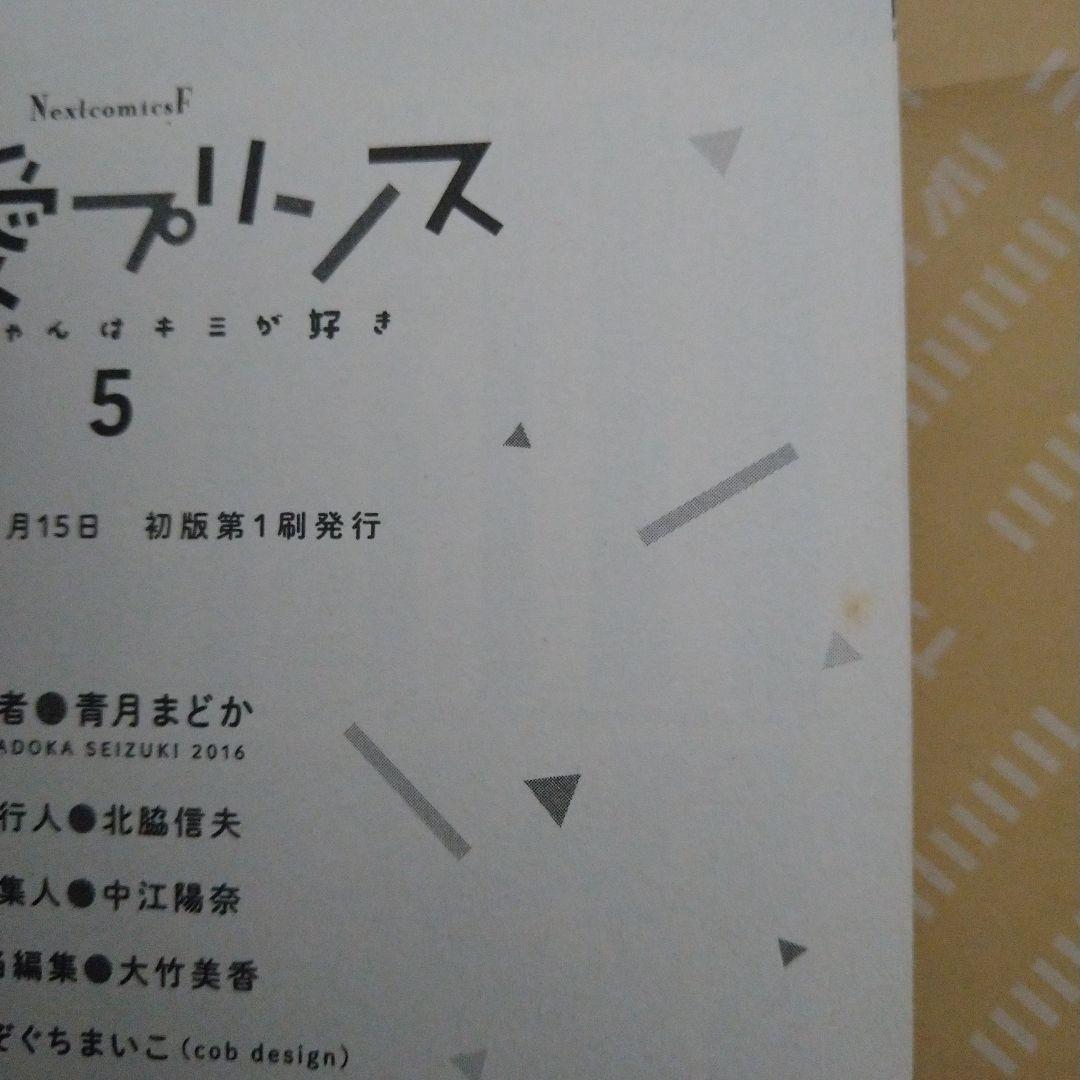 NextcomicsF
愛プリンス
ゃんはキミが好き
5
月15日 初版第1刷発行
者●青月まどか
ADOKA SEIZUKI 2016
行人●北脇信夫
集人●中江陽奈
編集●大竹美香
ぐちまいこ(cob design)